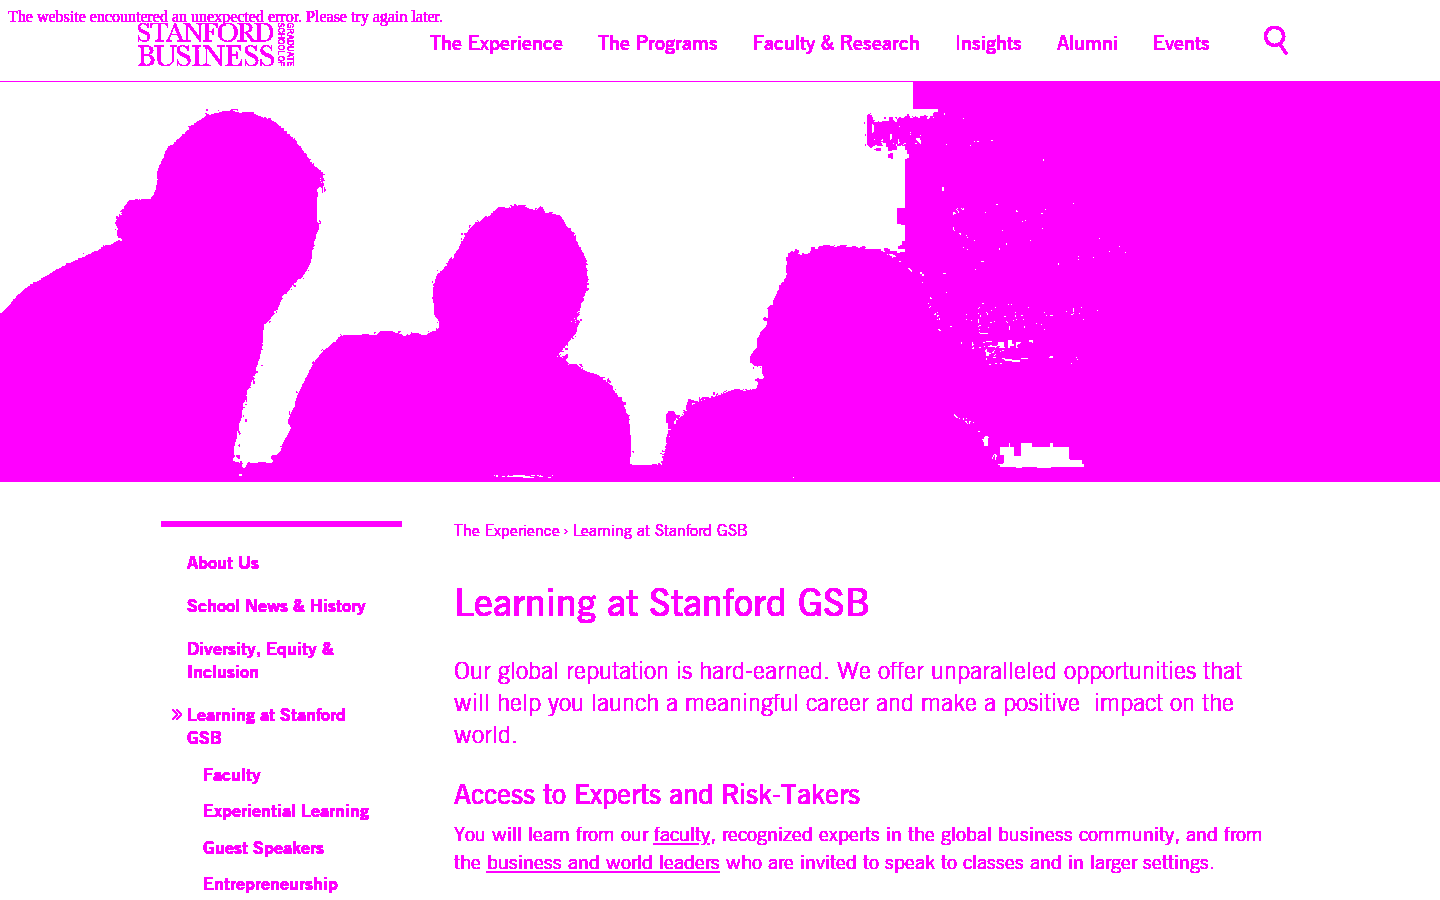 The website encountered an unexpected error. Please try again later.
STANFORD
BUSINESS
GRADUATE
SCHOOL OF
The Experience
The Programs
Faculty & Research
Insights
Alumni
Events
The Experience › Learning at Stanford GSB
About Us
School News & History
Diversity, Equity &
Inclusion
» Learning at Stanford
GSB
Faculty
Experiential Learning
Guest Speakers
Entrepreneurship
Learning at Stanford GSB
Our global reputation is hard-earned. We offer unparalleled opportunities that
will help you launch a meaningful career and make a positive  impact on the
world.
Access to Experts and Risk-Takers
You will learn from our faculty, recognized experts in the global business community, and from
the business and world leaders who are invited to speak to classes and in larger settings.